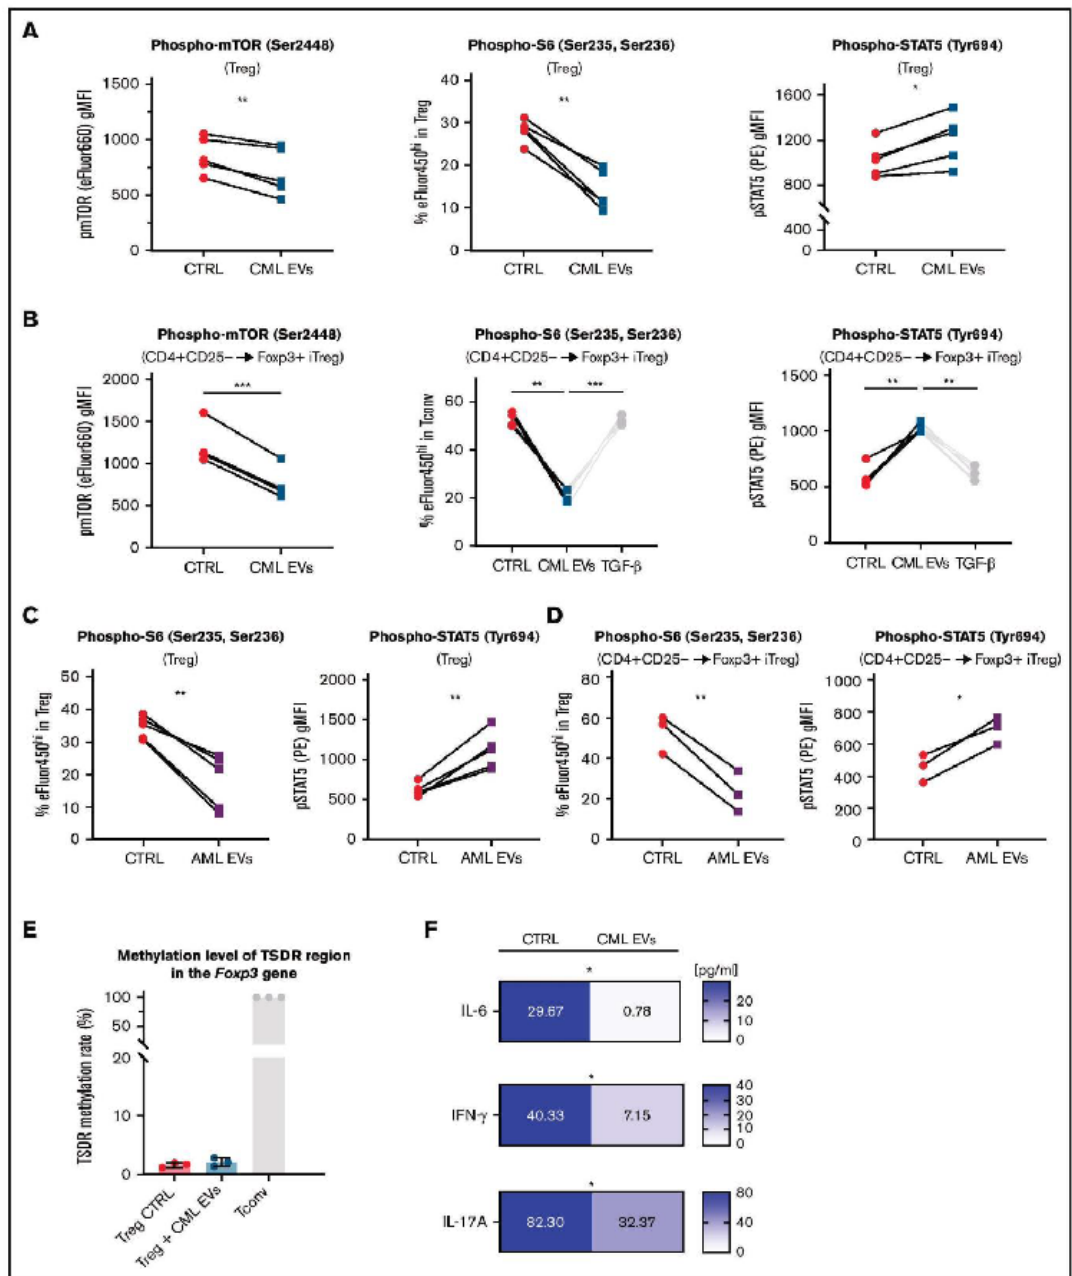 A
Phospho-mTOR (Ser2448)
(Treg)
**
pmTOR (eFluor660) gMFI
1500
1000
500
0
CTRL CML EVs
Phospho-S6 (Ser235, Ser236)
(Treg)
**
% eFluor450hi in Treg
40
30
20
10
0
CTRL CML EVs
Phospho-STAT5 (Tyr694)
(Treg)
*
pSTAT5 (PE) gMFI
1600
1200
800
400
0
CTRL CML EVs
B
Phospho-mTOR (Ser2448)
(CD4+CD25− → Foxp3+ iTreg)
***
pmTOR (eFluor660) gMFI
2000
1500
1000
500
0
CTRL CML EVs
Phospho-S6 (Ser235, Ser236)
(CD4+CD25− → Foxp3+ iTreg)
** ***
% eFluor450hi in Tconv
60
40
20
0
CTRL CML EVs TGF-β
Phospho-STAT5 (Tyr694)
(CD4+CD25− → Foxp3+ iTreg)
** **
pSTAT5 (PE) gMFI
1500
1000
500
0
CTRL CML EVs TGF-β
C
Phospho-S6 (Ser235, Ser236)
(Treg)
**
% eFluor450hi in Treg
50
40
30
20
10
0
CTRL AML EVs
Phospho-STAT5 (Tyr694)
(Treg)
**
pSTAT5 (PE) gMFI
2000
1500
1000
500
0
CTRL AML EVs
D
Phospho-S6 (Ser235, Ser236)
(CD4+CD25− → Foxp3+ iTreg)
**
% eFluor450hi in Treg
80
60
40
20
0
CTRL AML EVs
Phospho-STAT5 (Tyr694)
(CD4+CD25− → Foxp3+ iTreg)
*
pSTAT5 (PE) gMFI
1000
800
600
400
200
0
CTRL AML EVs
E
Methylation level of TSDR region
in the Foxp3 gene
TSDR methylation rate (%)
100
50
20
10
0
Treg CTRL
Treg + CML EVs
Tconv
F
CTRL CML EVs
*
[pg/ml]
IL-6 29.67 0.78
20
10
0
*
IFN-γ 40.33 7.15
40
30
20
10
0
*
IL-17A 82.30 32.37
80
40
0